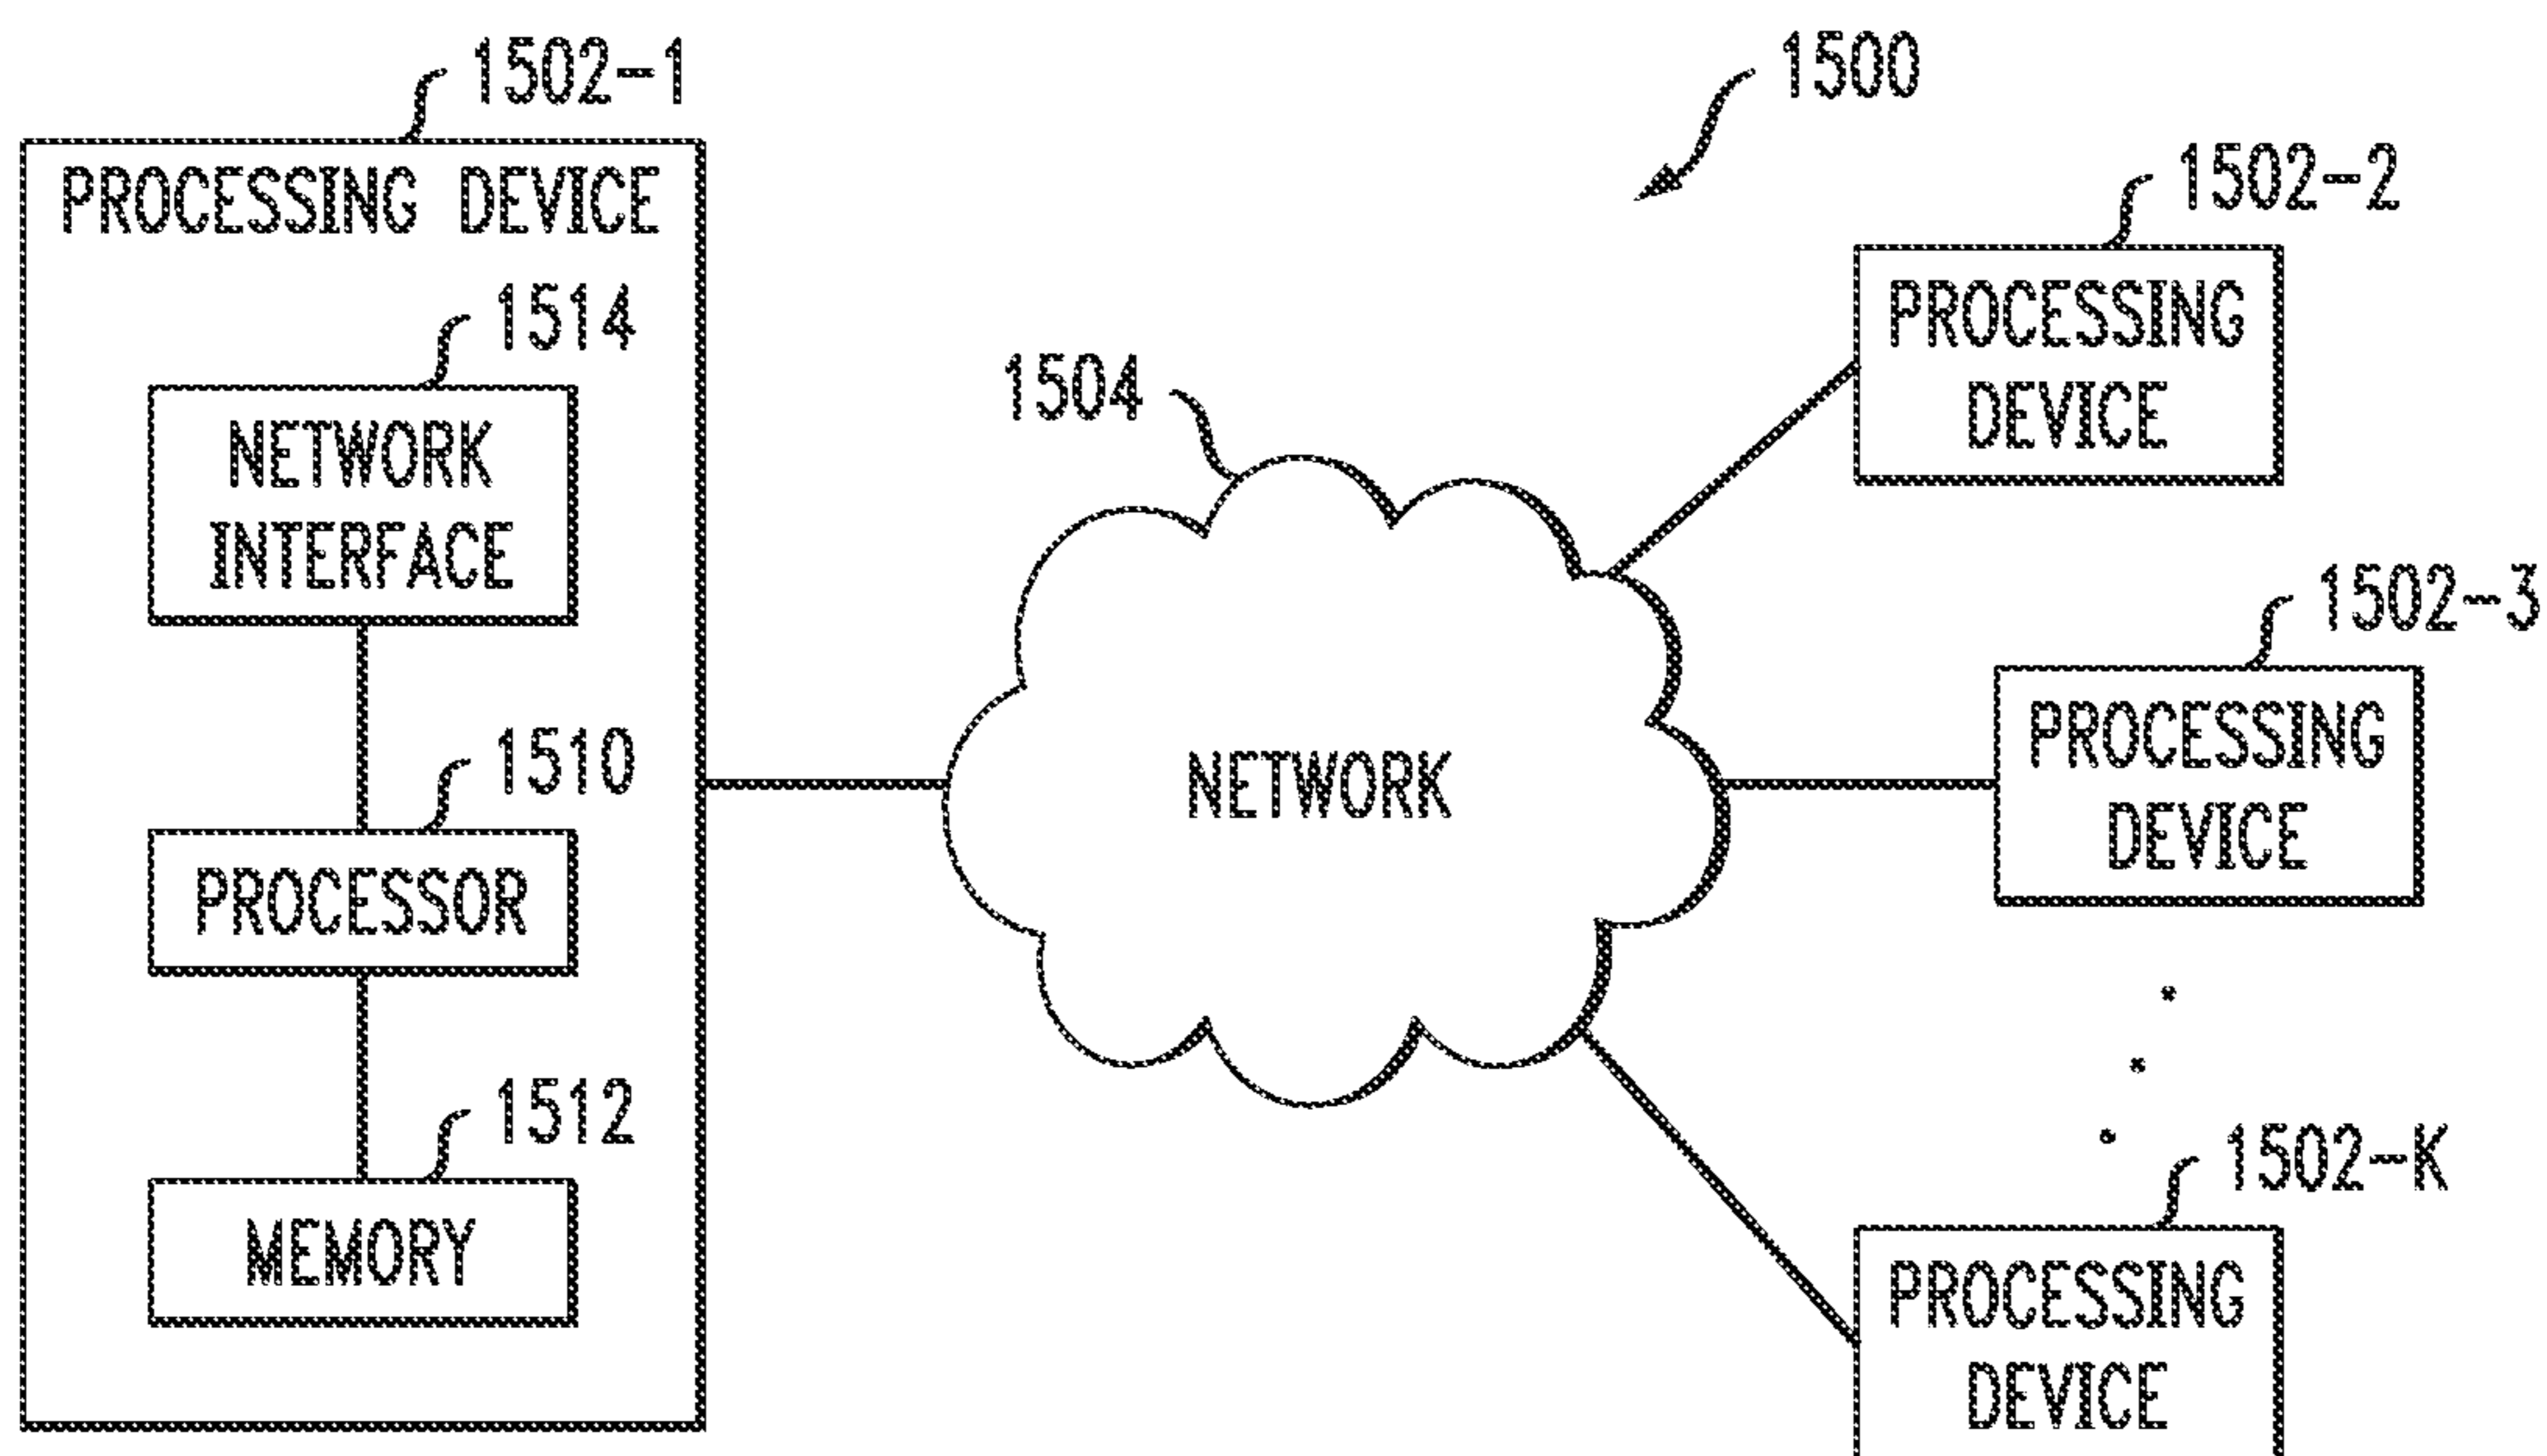 1502-1
PROCESSING DEVICE
1514
NETWORK
INTERFACE
1510
PROCESSOR
1512
MEMORY
1500
1504
NETWORK
1502-2
PROCESSING
DEVICE
1502-3
PROCESSING
DEVICE
1502-K
PROCESSING
DEVICE